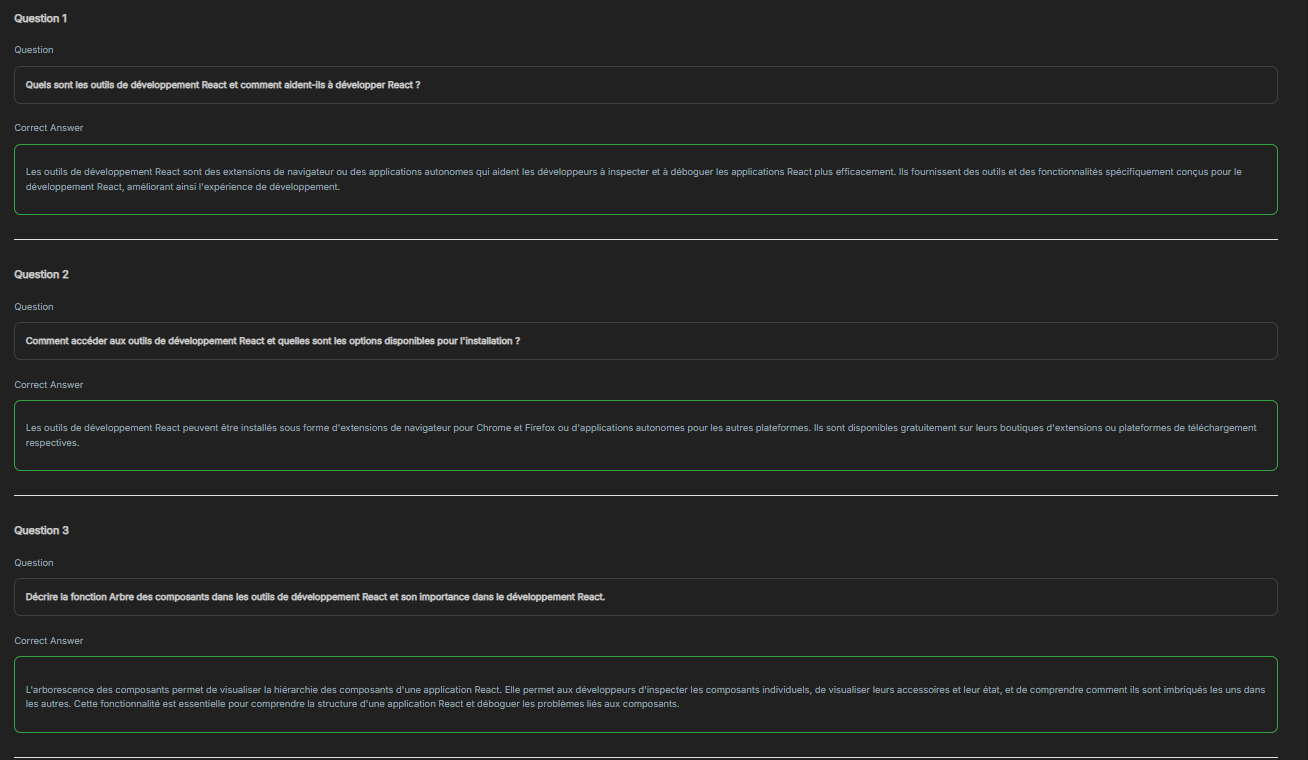 Question 1
Question
Quels sont les outils de développement React et comment aident-ils à développer React ?
Correct Answer
Les outils de développement React sont des extensions de navigateur ou des applications autonomes qui aident les développeurs à inspecter et à déboguer les applications React plus efficacement. Ils fournissent des outils et des fonctionnalités spécifiquement conçus pour le
développement React, améliorant ainsi l'expérience de développement.
Question 2
Question
Comment accéder aux outils de développement React et quelles sont les options disponibles pour l'installation ?
Correct Answer
Les outils de développement React peuvent être installés sous forme d'extensions de navigateur pour Chrome et Firefox ou d'applications autonomes pour les autres plateformes. Ils sont disponibles gratuitement sur leurs boutiques d'extensions ou plateformes de téléchargement
respectives.
Question 3
Question
Décrire la fonction Arbre des composants dans les outils de développement React et son importance dans le développement React.
Correct Answer
L'arborescence des composants permet de visualiser la hiérarchie des composants d'une application React. Elle permet aux développeurs d'inspecter les composants individuels, de visualiser leurs accessoires et leur état, et de comprendre comment ils sont imbriqués les uns dans
les autres. Cette fonctionnalité est essentielle pour comprendre la structure d'une application React et déboguer les problèmes liés aux composants.